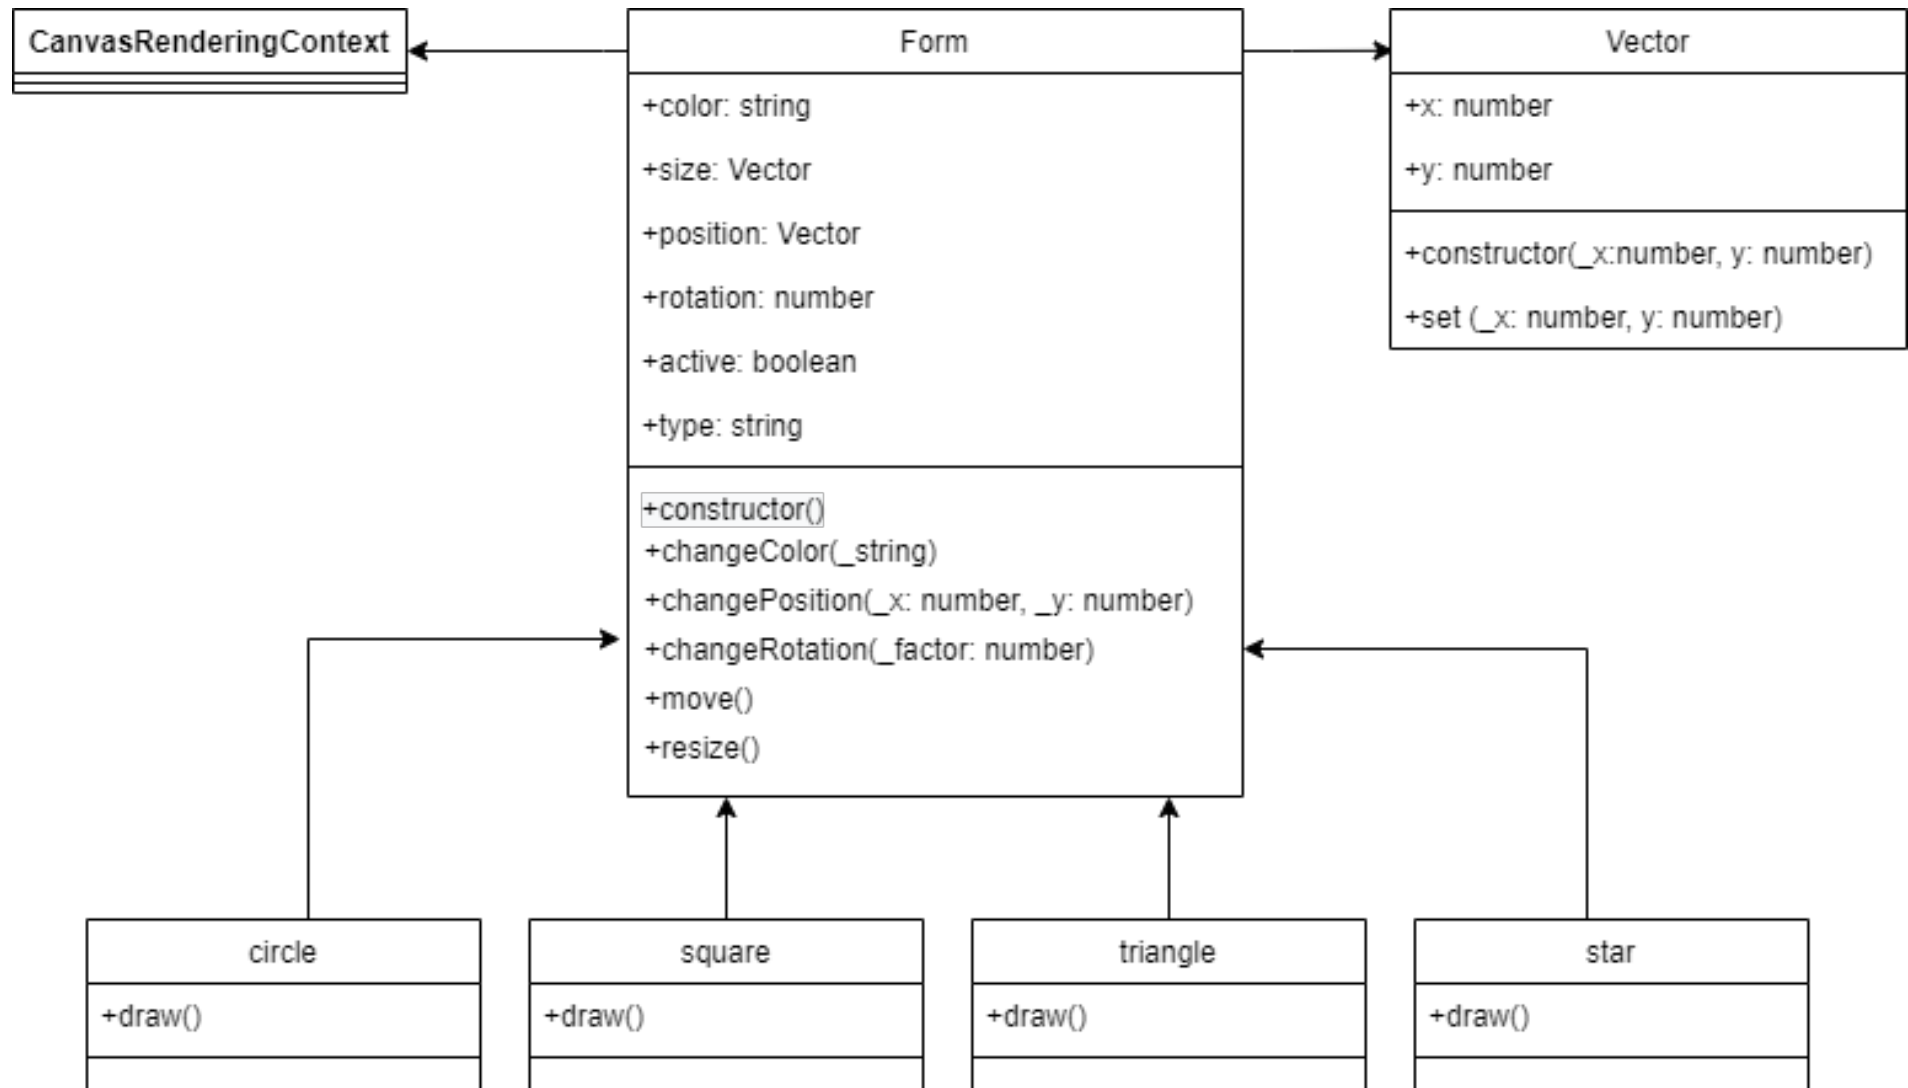 CanvasRenderingContext
Form
+color: string
+size: Vector
+position: Vector
+rotation: number
+active: boolean
+type: string
+constructor()
+changeColor(_string)
+changePosition(_x: number, _y: number)
+changeRotation(_factor: number)
+move()
+resize()
Vector
+x: number
+y: number
+constructor(_x:number, y: number)
+set (_x: number, y: number)
circle
+draw()
square
+draw()
triangle
+draw()
star
+draw()